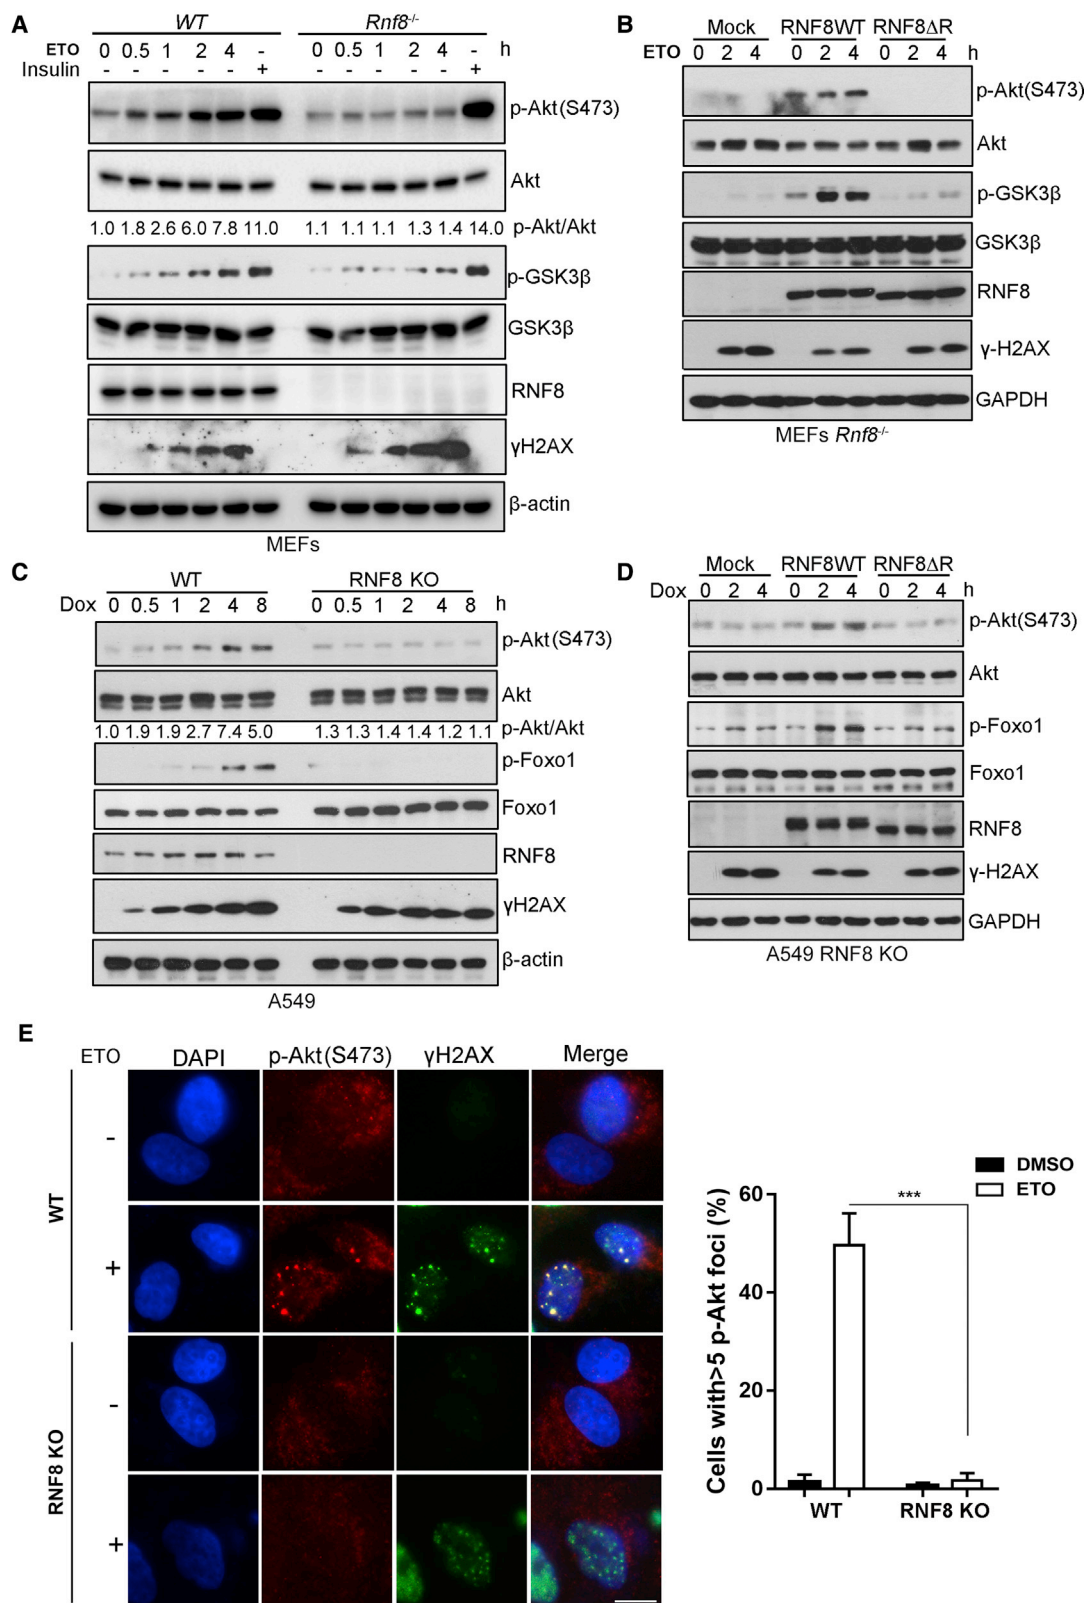 A
WT Rnf8-/-
ETO 0 0.5 1 2 4 - 0 0.5 1 2 4 - h
Insulin - - - - - + - - - - - +
p-Akt(S473)
Akt
1.0 1.8 2.6 6.0 7.8 11.0 1.1 1.1 1.1 1.3 1.4 14.0 p-Akt/Akt
p-GSK3β
GSK3β
RNF8
γH2AX
β-actin
MEFs
B
Mock RNF8WT RNF8ΔR
ETO 0 2 4 0 2 4 0 2 4 h
p-Akt(S473)
Akt
p-GSK3β
GSK3β
RNF8
γ-H2AX
GAPDH
MEFs Rnf8-/-
C
WT RNF8 KO
Dox 0 0.5 1 2 4 8 0 0.5 1 2 4 8 h
p-Akt(S473)
Akt
1.0 1.9 1.9 2.7 7.4 5.0 1.3 1.3 1.4 1.4 1.2 1.1 p-Akt/Akt
p-Foxo1
Foxo1
RNF8
γH2AX
β-actin
A549
D
Mock RNF8WT RNF8ΔR
Dox 0 2 4 0 2 4 0 2 4 h
p-Akt(S473)
Akt
p-Foxo1
Foxo1
RNF8
γ-H2AX
GAPDH
A549 RNF8 KO
E
ETO DAPI p-Akt(S473) γH2AX Merge
WT
-
+
RNF8 KO
-
+
DMSO
ETO
***
Cells with>5 p-Akt foci (%)
60
40
20
0
WT RNF8 KO